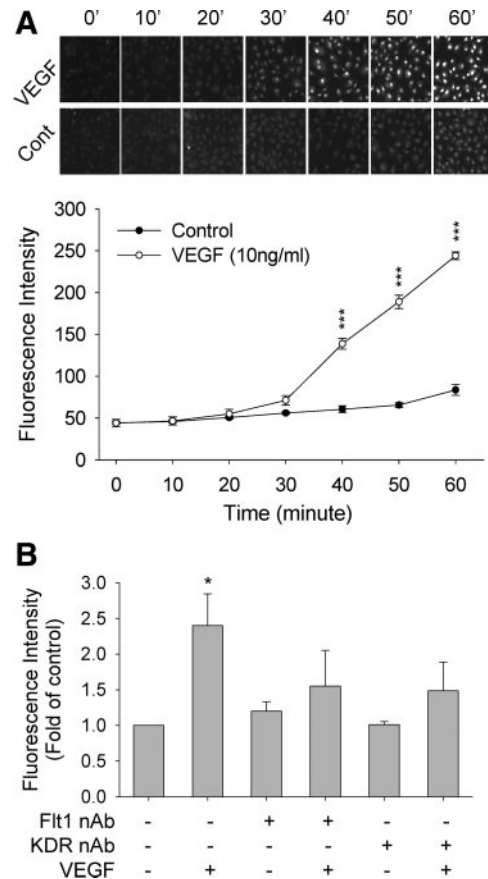 A
0' 10' 20' 30' 40' 50' 60'
VEGF
Cont
300
250
200
150
100
50
0
Fluorescence Intensity
Control
VEGF (10ng/ml)
***
***
***
0 10 20 30 40 50 60
Time (minute)
B
3.0
2.5
2.0
1.5
1.0
0.5
0.0
Fluorescence Intensity
(Fold of control)
*
Flt1 nAb - - + + - -
KDR nAb - - - - + +
VEGF - + - + - +